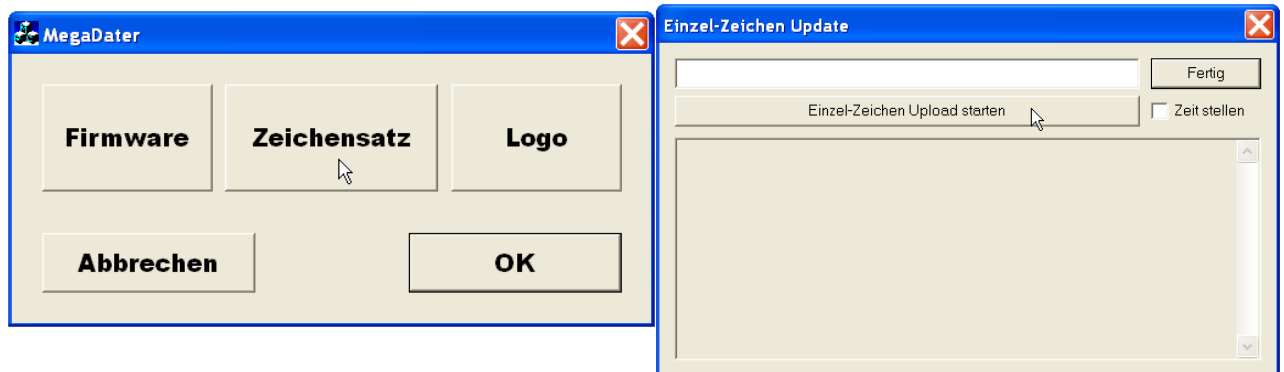 MegaDater
Firmware
Zeichensatz
Logo
Abbrechen
OK
Einzel-Zeichen Update
Fertig
Einzel-Zeichen Upload starten
Zeit stellen